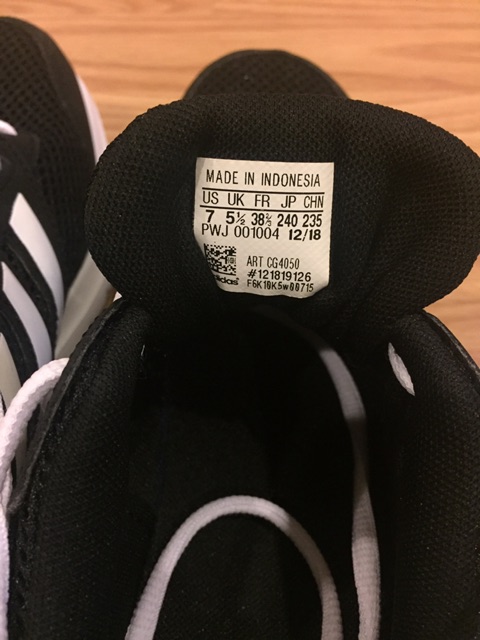 MADE IN INDONESIA
US UK FR JP CHN
7 5½ 38⅔ 240 235
PWJ 001004 12/18
ART CG4050
#121819126
adidas F6K10K5w00715